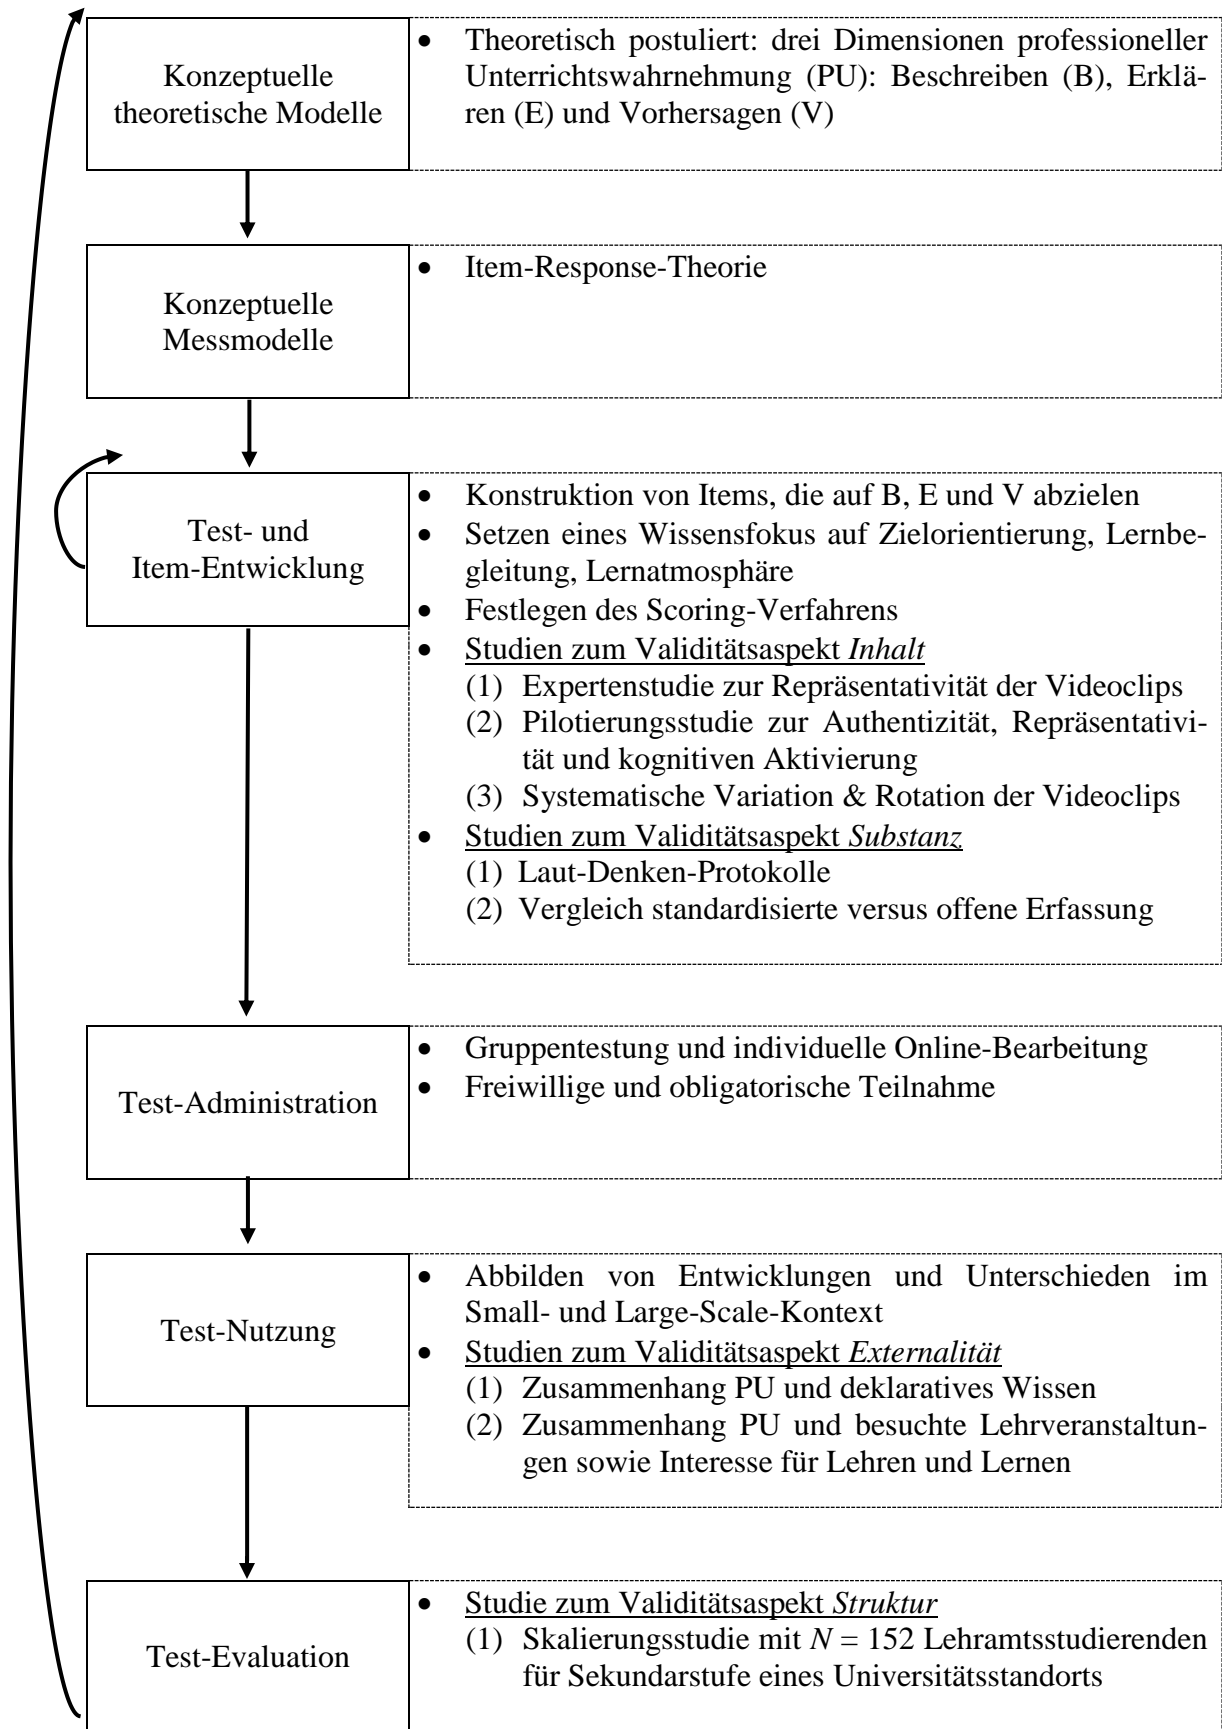 Konzeptuelle
theoretische Modelle
• Theoretisch postuliert: drei Dimensionen professioneller
Unterrichtswahrnehmung (PU): Beschreiben (B), Erklä-
ren (E) und Vorhersagen (V)
Konzeptuelle
Messmodelle
• Item-Response-Theorie
Test- und
Item-Entwicklung
• Konstruktion von Items, die auf B, E und V abzielen
• Setzen eines Wissensfokus auf Zielorientierung, Lernbe-
gleitung, Lernatmosphäre
• Festlegen des Scoring-Verfahrens
• Studien zum Validitätsaspekt Inhalt
(1) Expertenstudie zur Repräsentativität der Videoclips
(2) Pilotierungsstudie zur Authentizität, Repräsentativi-
tät und kognitiven Aktivierung
(3) Systematische Variation & Rotation der Videoclips
• Studien zum Validitätsaspekt Substanz
(1) Laut-Denken-Protokolle
(2) Vergleich standardisierte versus offene Erfassung
Test-Administration
• Gruppentestung und individuelle Online-Bearbeitung
• Freiwillige und obligatorische Teilnahme
Test-Nutzung
• Abbilden von Entwicklungen und Unterschieden im
Small- und Large-Scale-Kontext
• Studien zum Validitätsaspekt Externalität
(1) Zusammenhang PU und deklaratives Wissen
(2) Zusammenhang PU und besuchte Lehrveranstaltun-
gen sowie Interesse für Lehren und Lernen
Test-Evaluation
• Studie zum Validitätsaspekt Struktur
(1) Skalierungsstudie mit N = 152 Lehramtsstudierenden
für Sekundarstufe eines Universitätsstandorts